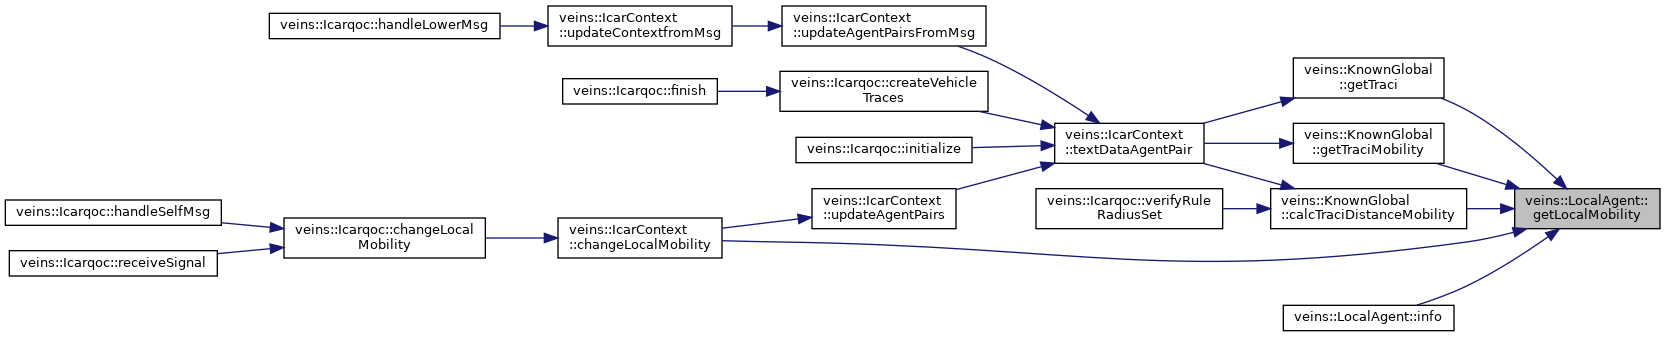 veins::Icarqoc::handleLowerMsg
veins::IcarContext
::updateContextfromMsg
veins::IcarContext
::updateAgentPairsFromMsg
veins::Icarqoc::finish
veins::Icarqoc::createVehicle
Traces
veins::Icarqoc::initialize
veins::IcarContext
::textDataAgentPair
veins::KnownGlobal
::getTraci
veins::KnownGlobal
::getTraciMobility
veins::Icarqoc::handleSelfMsg
veins::Icarqoc::receiveSignal
veins::Icarqoc::changeLocal
Mobility
veins::IcarContext
::changeLocalMobility
veins::IcarContext
::updateAgentPairs
veins::Icarqoc::verifyRule
RadiusSet
veins::KnownGlobal
::calcTraciDistanceMobility
veins::LocalAgent::
getLocalMobility
veins::LocalAgent::info